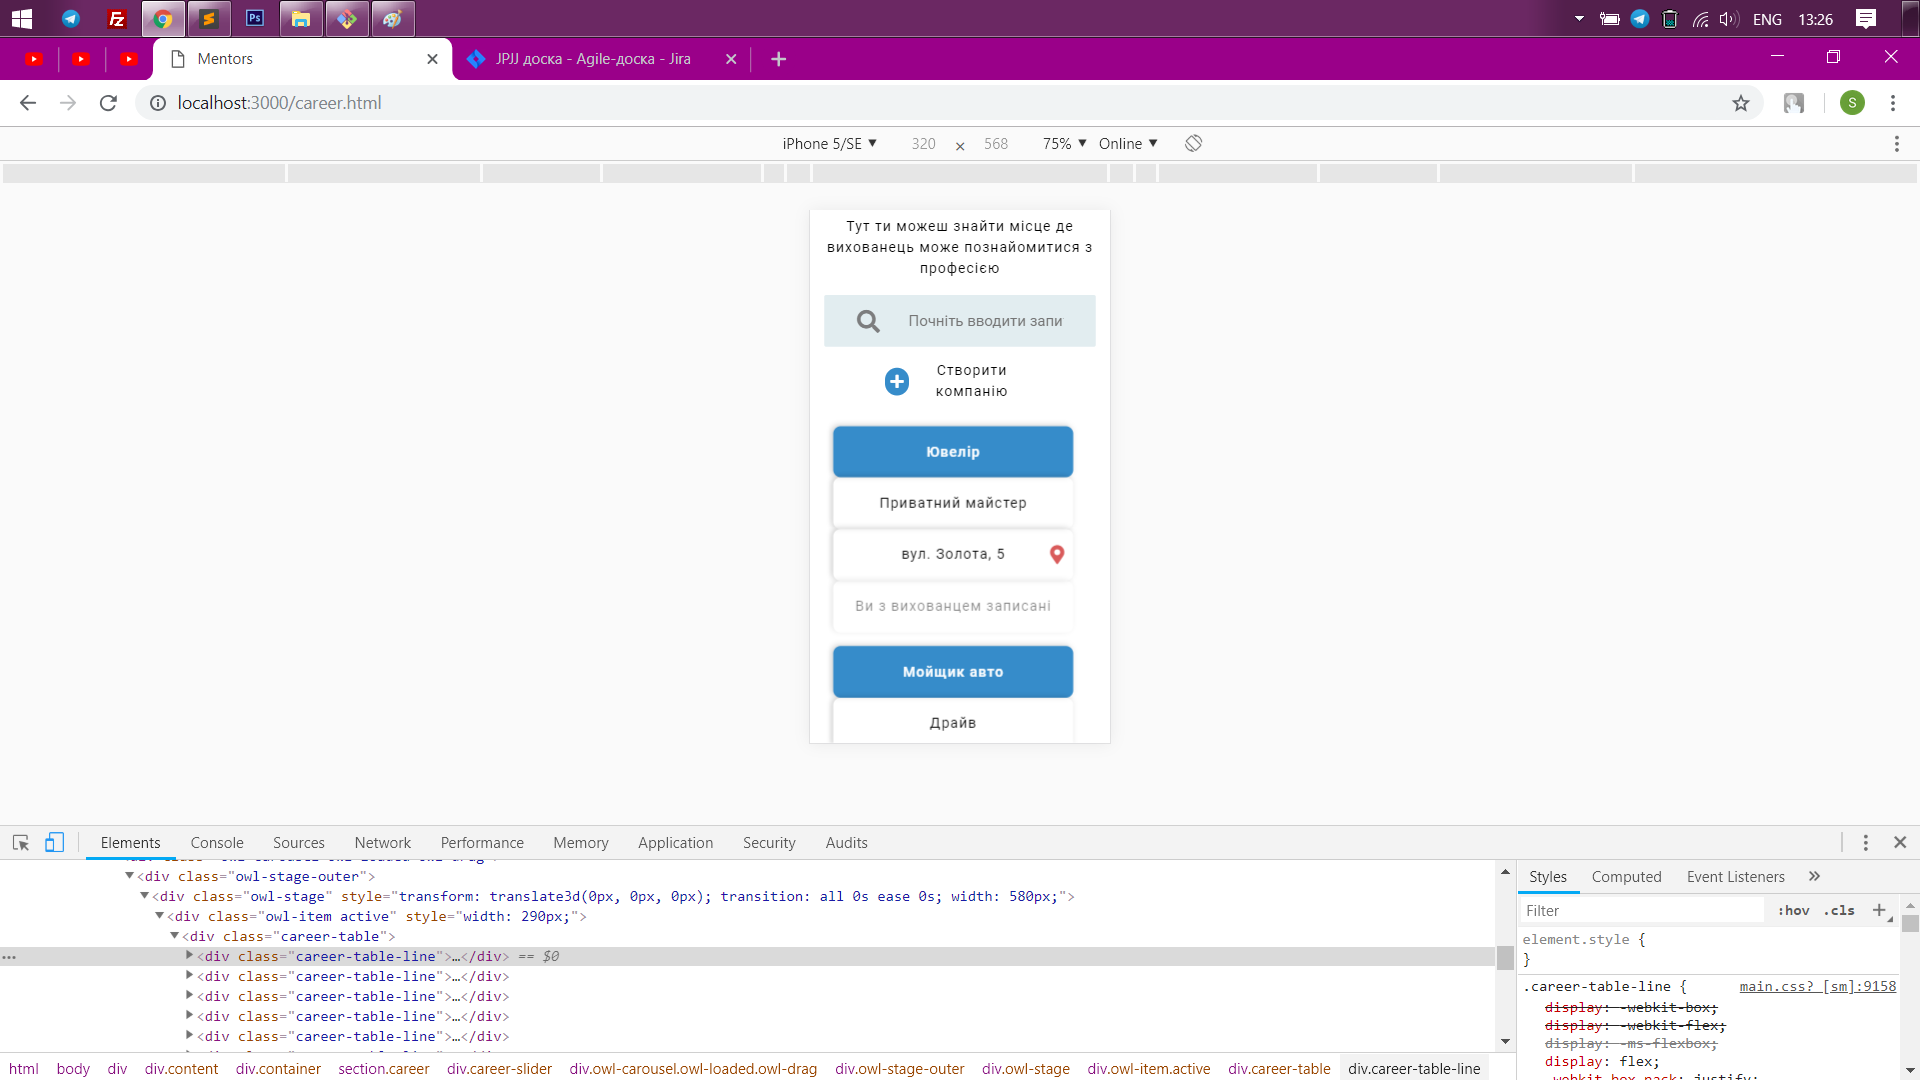 ENG
13:26
Mentors
JPJJ доска - Agile-доска - Jira
localhost:3000/career.html
S
iPhone 5/SE
320 × 568
75%
Online
Тут ти можеш знайти місце де
вихованець може познайомитися з
професією
Почніть вводити запи
Створити
компанію
Ювелір
Приватний майстер
вул. Золота, 5
Ви з вихованцем записані
Мойщик авто
Драйв
Elements Console Sources Network Performance Memory Application Security Audits
<div class="owl-stage-outer">
<div class="owl-stage" style="transform: translate3d(0px, 0px, 0px); transition: all 0s ease 0s; width: 580px;">
<div class="owl-item active" style="width: 290px;">
<div class="career-table">
<div class="career-table-line">…</div> == $0
<div class="career-table-line">…</div>
<div class="career-table-line">…</div>
<div class="career-table-line">…</div>
<div class="career-table-line">…</div>
html body div div.content div.container section.career div.career-slider div.owl-carousel.owl-loaded.owl-drag div.owl-stage-outer div.owl-stage div.owl-item.active div.career-table div.career-table-line
Styles Computed Event Listeners »
Filter :hov .cls +
element.style {
}
.career-table-line { main.css? [sm]:9158
display: -webkit-box;
display: -webkit-flex;
display: -ms-flexbox;
display: flex;
-webkit-box-pack: justify;